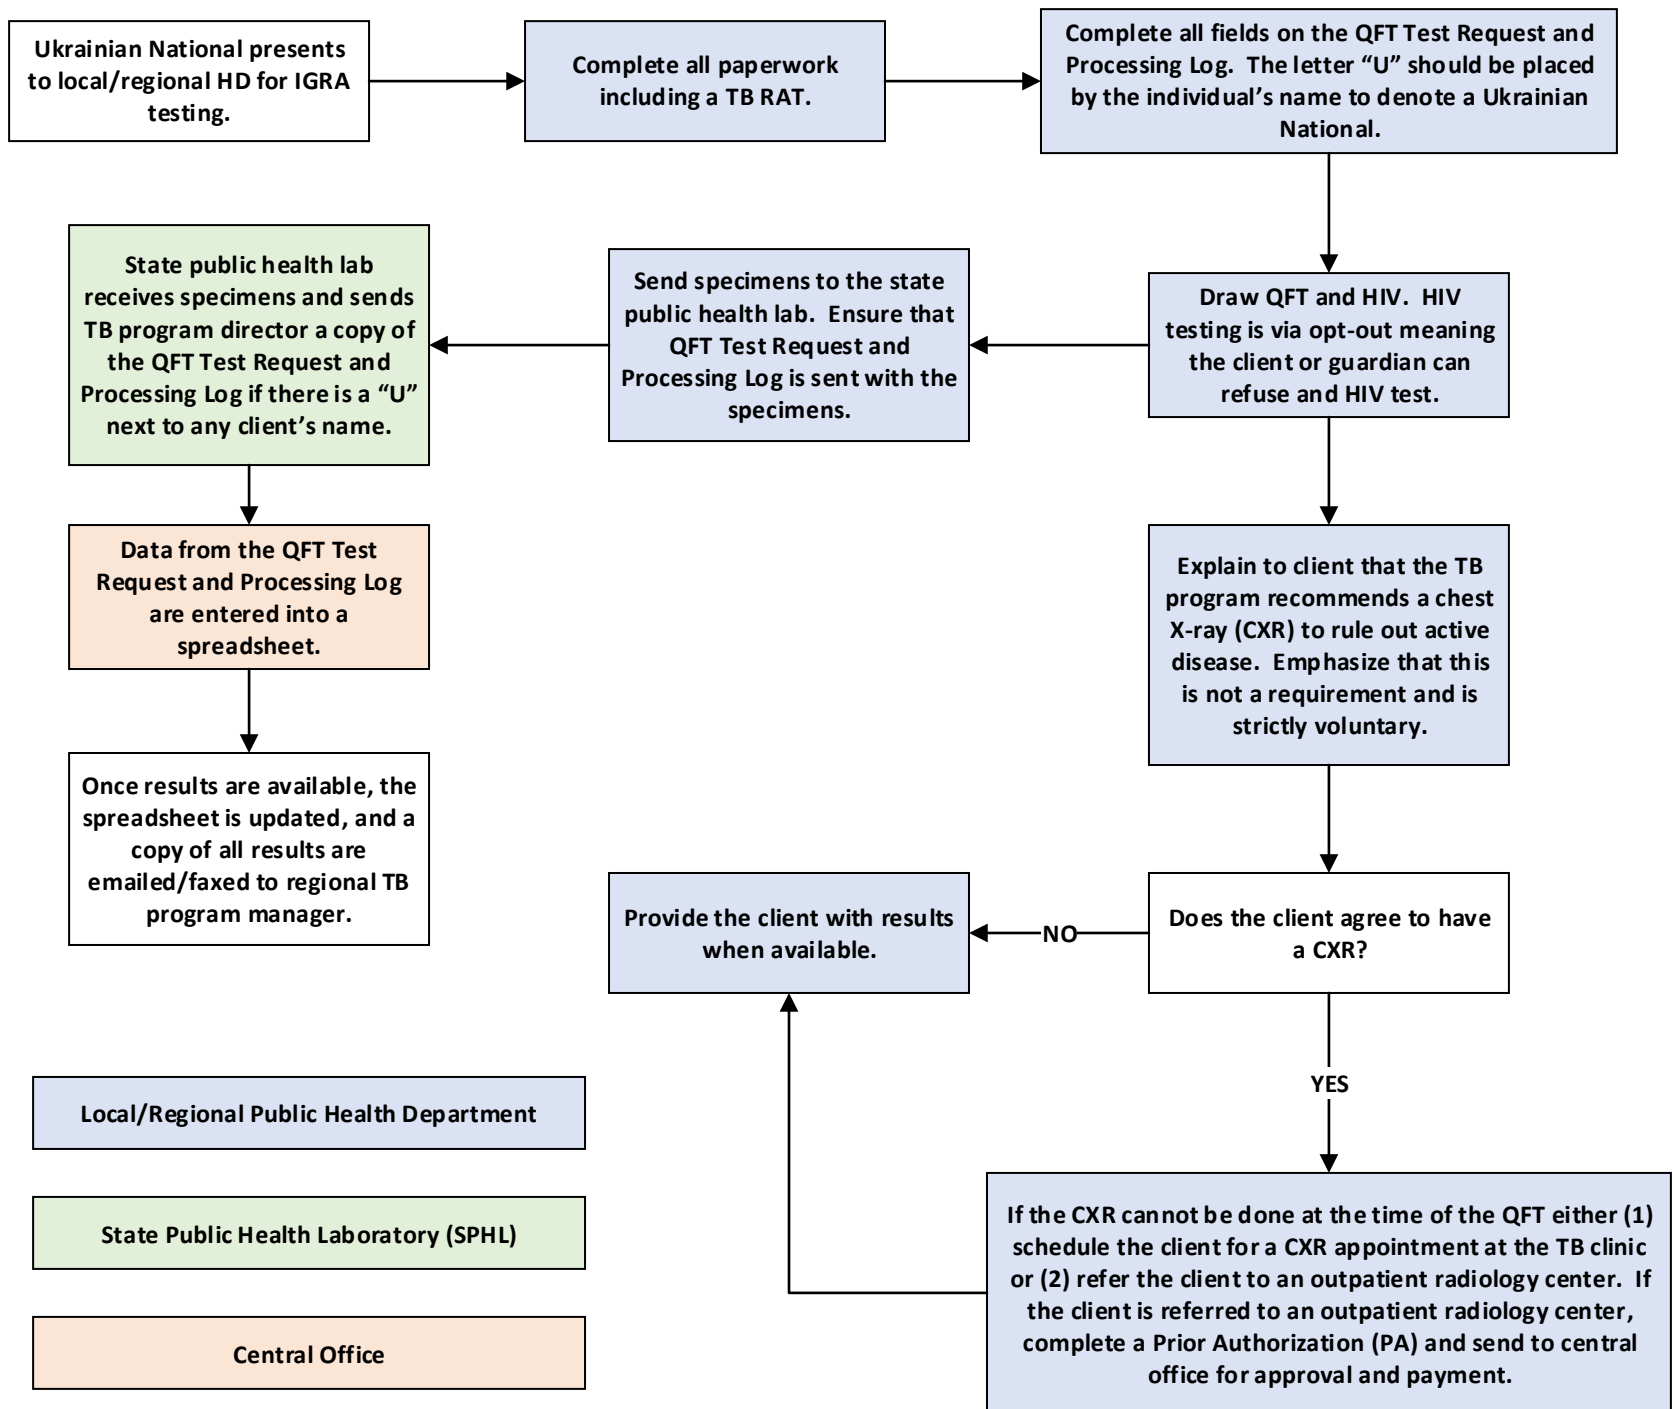 Ukrainian National presents
to local/regional HD for IGRA
testing.
Complete all paperwork
including a TB RAT.
Complete all fields on the QFT Test Request and
Processing Log. The letter “U” should be placed
by the individual’s name to denote a Ukrainian
National.
State public health lab
receives specimens and sends
TB program director a copy of
the QFT Test Request and
Processing Log if there is a “U”
next to any client’s name.
Send specimens to the state
public health lab. Ensure that
QFT Test Request and
Processing Log is sent with the
specimens.
Draw QFT and HIV. HIV
testing is via opt-out meaning
the client or guardian can
refuse and HIV test.
Data from the QFT Test
Request and Processing Log
are entered into a
spreadsheet.
Explain to client that the TB
program recommends a chest
X-ray (CXR) to rule out active
disease. Emphasize that this
is not a requirement and is
strictly voluntary.
Once results are available, the
spreadsheet is updated, and a
copy of all results are
emailed/faxed to regional TB
program manager.
Provide the client with results
when available.
NO
Does the client agree to have
a CXR?
YES
Local/Regional Public Health Department
State Public Health Laboratory (SPHL)
Central Office
If the CXR cannot be done at the time of the QFT either (1)
schedule the client for a CXR appointment at the TB clinic
or (2) refer the client to an outpatient radiology center. If
the client is referred to an outpatient radiology center,
complete a Prior Authorization (PA) and send to central
office for approval and payment.